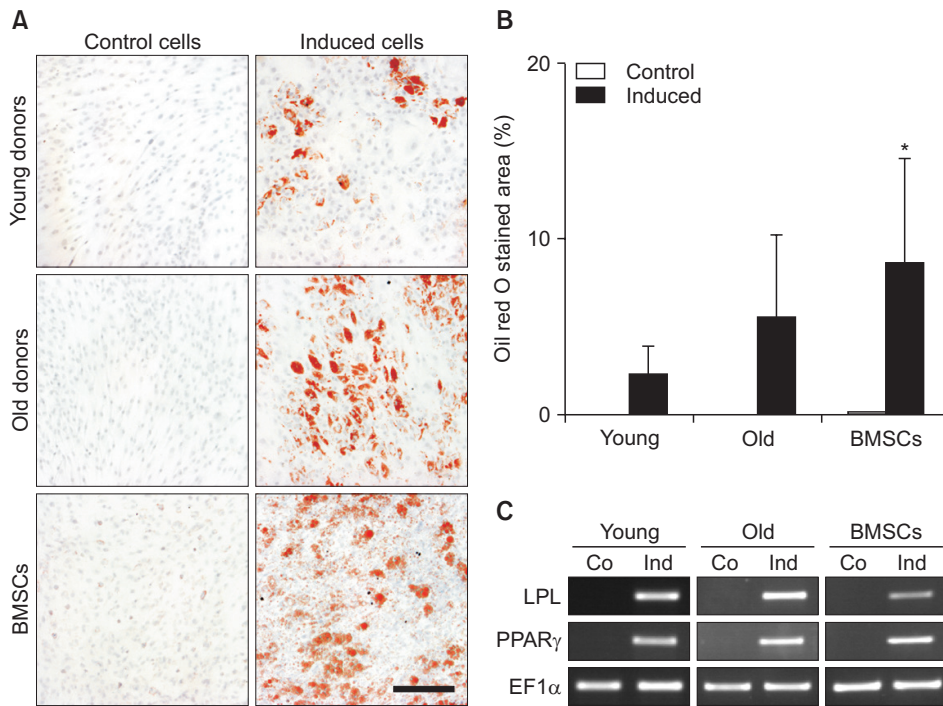 A
Control cells Induced cells
Young donors
Old donors
BMSCs
B
Oil red O stained area (%)
20
10
0
Control
Induced
*
Young Old BMSCs
C
Young Old BMSCs
Co Ind Co Ind Co Ind
LPL
PPARγ
EF1α